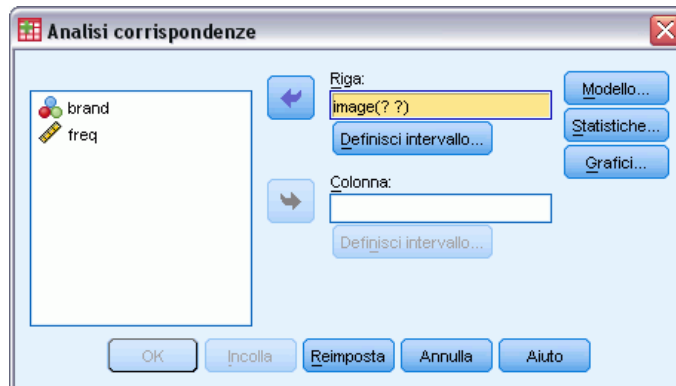 Analisi corrispondenze
brand
freq
Riga:
image(? ?)
Definisci intervallo...
Colonna:
Definisci intervallo...
Modello...
Statistiche...
Grafici...
OK
Incolla
Reimposta
Annulla
Aiuto